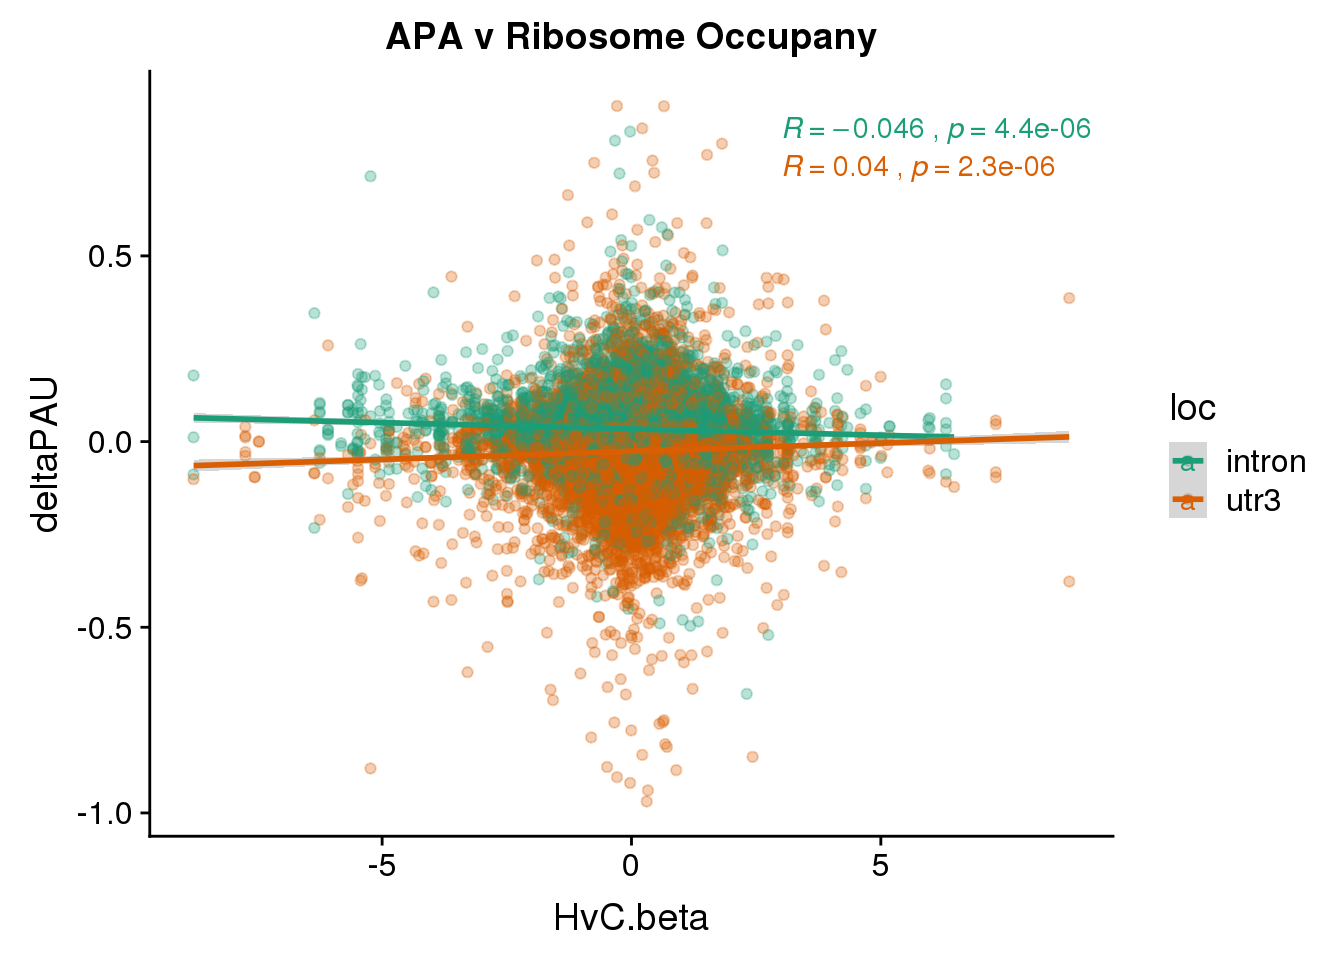 APA v Ribosome Occupany
R = −0.046 , p = 4.4e-06
R = 0.04 , p = 2.3e-06
0.5
0.0
-0.5
-1.0
deltaPAU
-5 0 5
HvC.beta
loc
a intron
a utr3